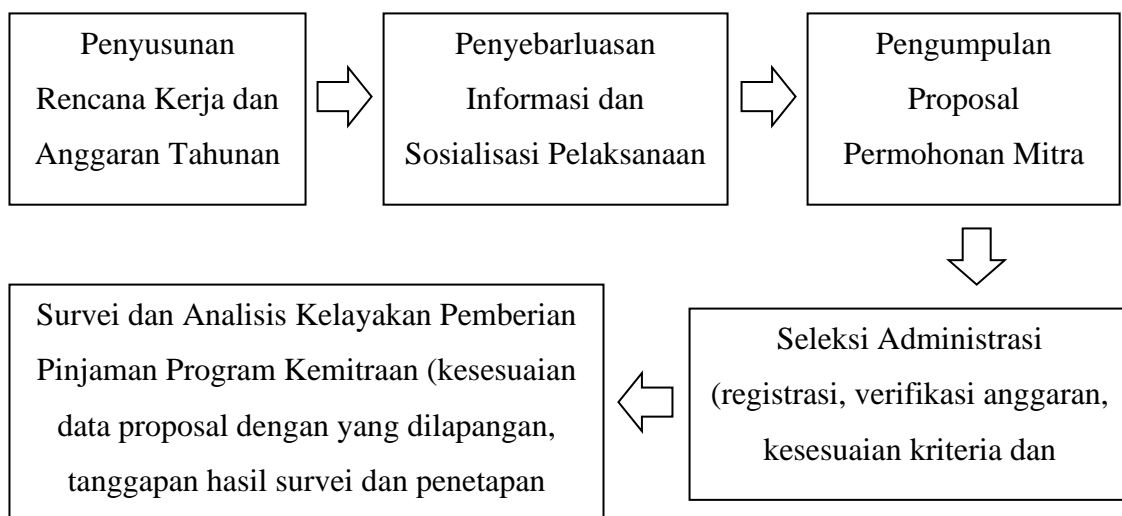 Penyusunan
Rencana Kerja dan
Anggaran Tahunan
Penyebarluasan
Informasi dan
Sosialisasi Pelaksanaan
Pengumpulan
Proposal
Permohonan Mitra
Seleksi Administrasi
(registrasi, verifikasi anggaran,
kesesuaian kriteria dan
Survei dan Analisis Kelayakan Pemberian
Pinjaman Program Kemitraan (kesesuaian
data proposal dengan yang dilapangan,
tanggapan hasil survei dan penetapan